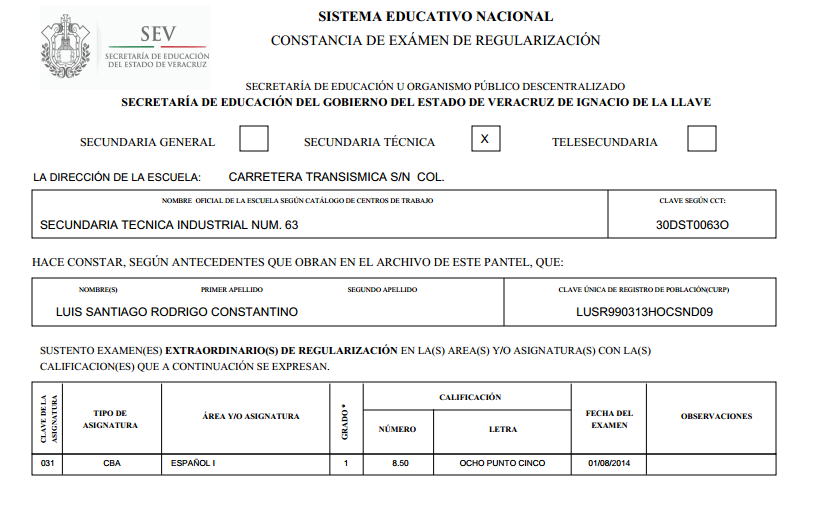 SISTEMA EDUCATIVO NACIONAL
CONSTANCIA DE EXÁMEN DE REGULARIZACIÓN
SEV
SECRETARÍA DE EDUCACIÓN
DEL ESTADO DE VERACRUZ
SECRETARÍA DE EDUCACIÓN U ORGANISMO PÚBLICO DESCENTRALIZADO
SECRETARÍA DE EDUCACIÓN DEL GOBIERNO DEL ESTADO DE VERACRUZ DE IGNACIO DE LA LLAVE
SECUNDARIA GENERAL SECUNDARIA TÉCNICA X TELESECUNDARIA
LA DIRECCIÓN DE LA ESCUELA: CARRETERA TRANSISMICA S/N COL.
NOMBRE OFICIAL DE LA ESCUELA SEGÚN CATÁLOGO DE CENTROS DE TRABAJO CLAVE SEGÚN CCT:
SECUNDARIA TECNICA INDUSTRIAL NUM. 63 30DST0063O
HACE CONSTAR, SEGÚN ANTECEDENTES QUE OBRAN EN EL ARCHIVO DE ESTE PANTEL, QUE:
NOMBRE(S) PRIMER APELLIDO SEGUNDO APELLIDO CLAVE ÚNICA DE REGISTRO DE POBLACIÓN(CURP)
LUIS SANTIAGO RODRIGO CONSTANTINO LUSR990313HOCSND09
SUSTENTO EXAMEN(ES) EXTRAORDINARIO(S) DE REGULARIZACIÓN EN LA(S) AREA(S) Y/O ASIGNATURA(S) CON LA(S)
CALIFICACION(ES) QUE A CONTINUACIÓN SE EXPRESAN.
CLAVE DE LA
ASIGNATURA
TIPO DE
ASIGNATURA
ÁREA Y/O ASIGNATURA
GRADO*
CALIFICACIÓN
NÚMERO LETRA
FECHA DEL
EXAMEN
OBSERVACIONES
031 CBA ESPAÑOL I 1 8.50 OCHO PUNTO CINCO 01/08/2014